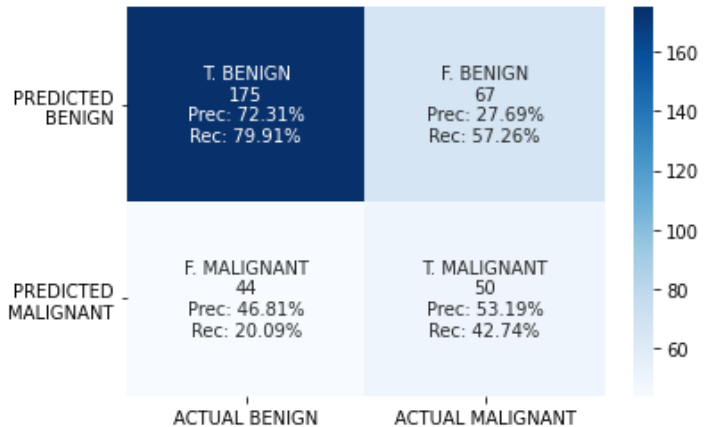 T. BENIGN
175
Prec: 72.31%
Rec: 79.91%
F. BENIGN
67
Prec: 27.69%
Rec: 57.26%
PREDICTED
BENIGN
F. MALIGNANT
44
Prec: 46.81%
Rec: 20.09%
T. MALIGNANT
50
Prec: 53.19%
Rec: 42.74%
PREDICTED
MALIGNANT
ACTUAL BENIGN
ACTUAL MALIGNANT
160
140
120
100
80
60